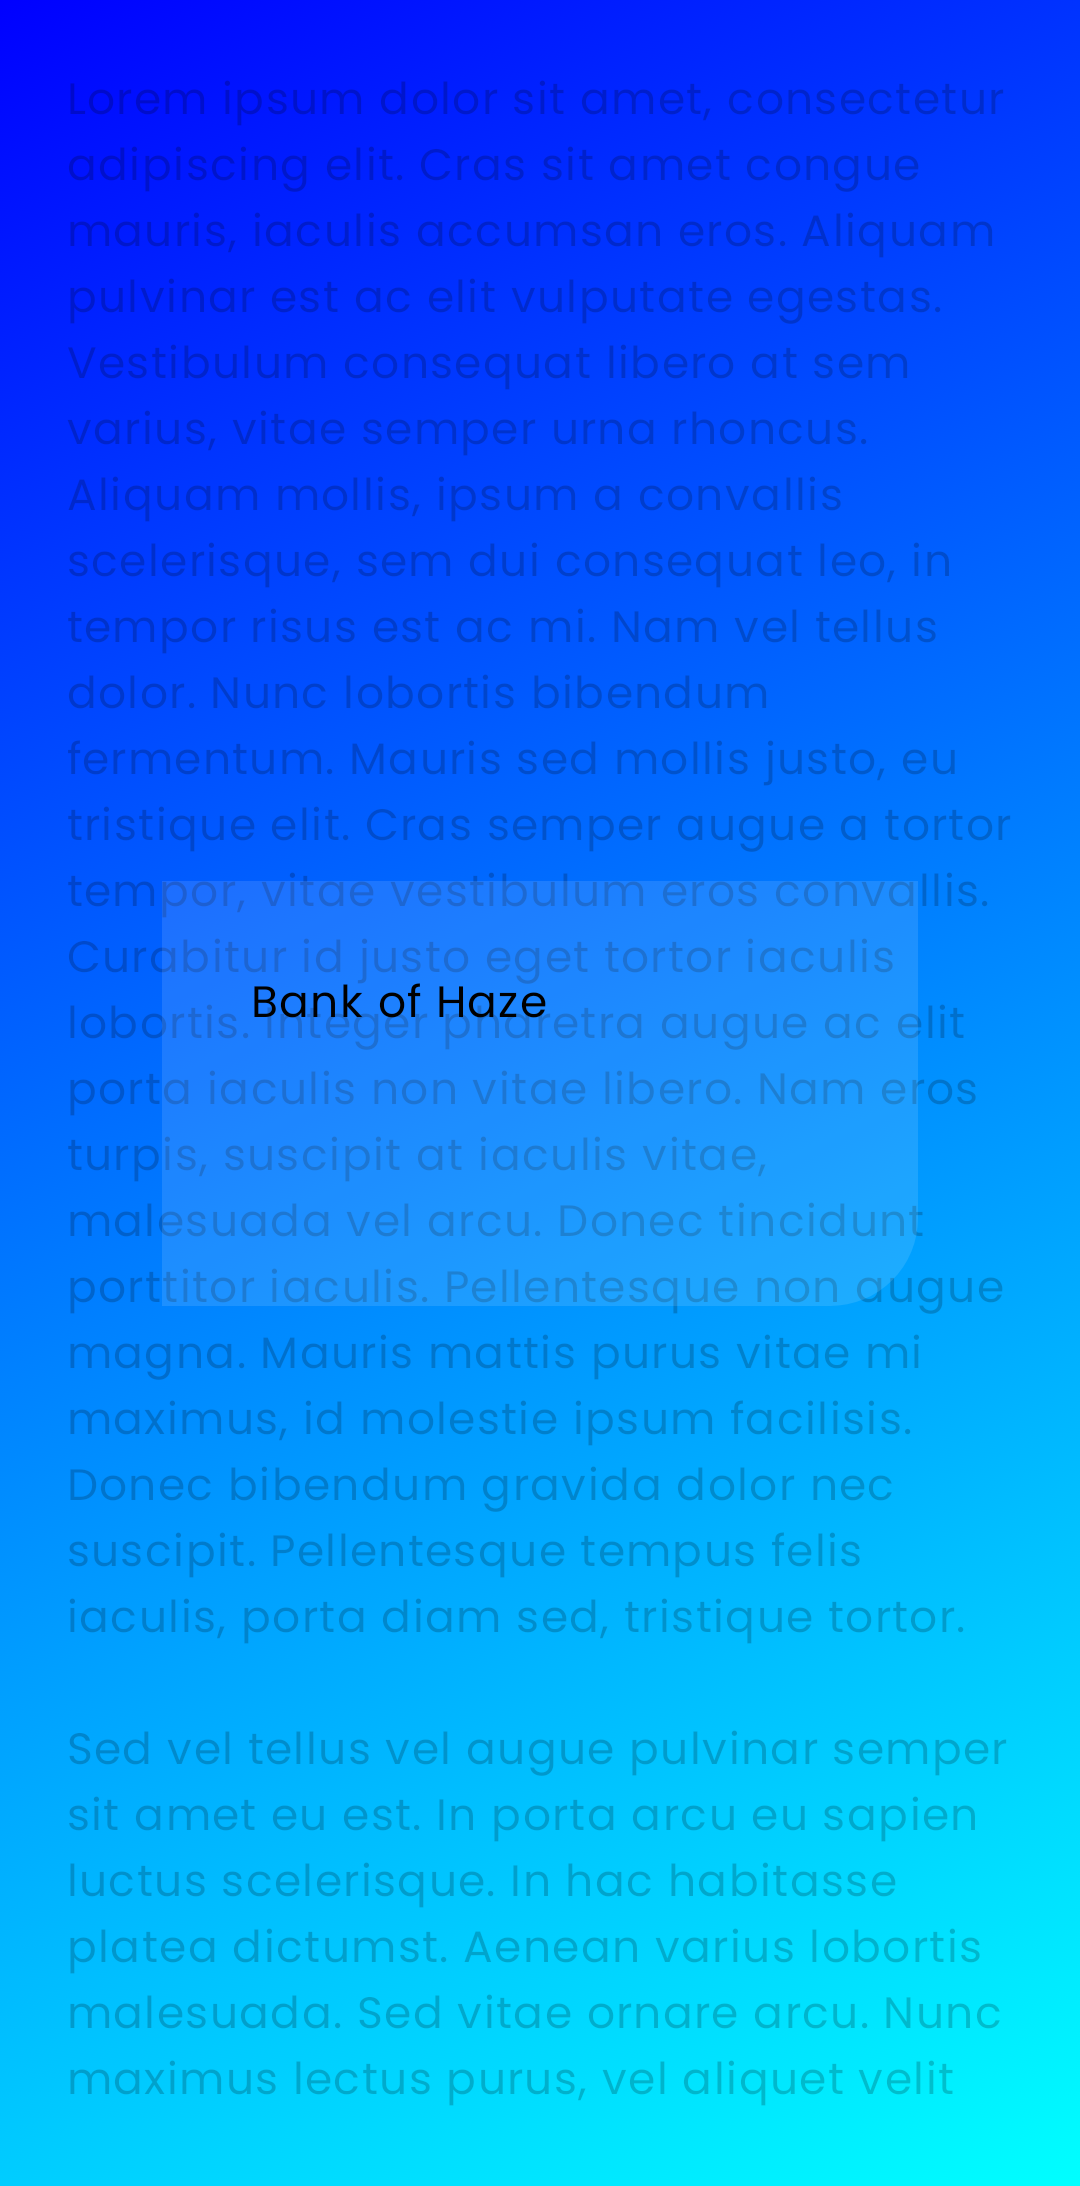 Lorem ipsum dolor sit amet, consectetur
adipiscing elit. Cras sit amet congue
mauris, iaculis accumsan eros. Aliquam
pulvinar est ac elit vulputate egestas.
Vestibulum consequat libero at sem
varius, vitae semper urna rhoncus.
Aliquam mollis, ipsum a convallis
scelerisque, sem dui consequat leo, in
tempor risus est ac mi. Nam vel tellus
dolor. Nunc lobortis bibendum
fermentum. Mauris sed mollis justo, eu
tristique elit. Cras semper augue a tortor
tempor, vitae vestibulum eros convallis.
Curabitur id justo eget tortor iaculis
Bank of Haze
lobortis. Integer pharetra augue ac elit
porta iaculis non vitae libero. Nam eros
turpis, suscipit at iaculis vitae,
malesuada vel arcu. Donec tincidunt
porttitor iaculis. Pellentesque non augue
magna. Mauris mattis purus vitae mi
maximus, id molestie ipsum facilisis.
Donec bibendum gravida dolor nec
suscipit. Pellentesque tempus felis
iaculis, porta diam sed, tristique tortor.
Sed vel tellus vel augue pulvinar semper
sit amet eu est. In porta arcu eu sapien
luctus scelerisque. In hac habitasse
platea dictumst. Aenean varius lobortis
malesuada. Sed vitae ornare arcu. Nunc
maximus lectus purus, vel aliquet velit